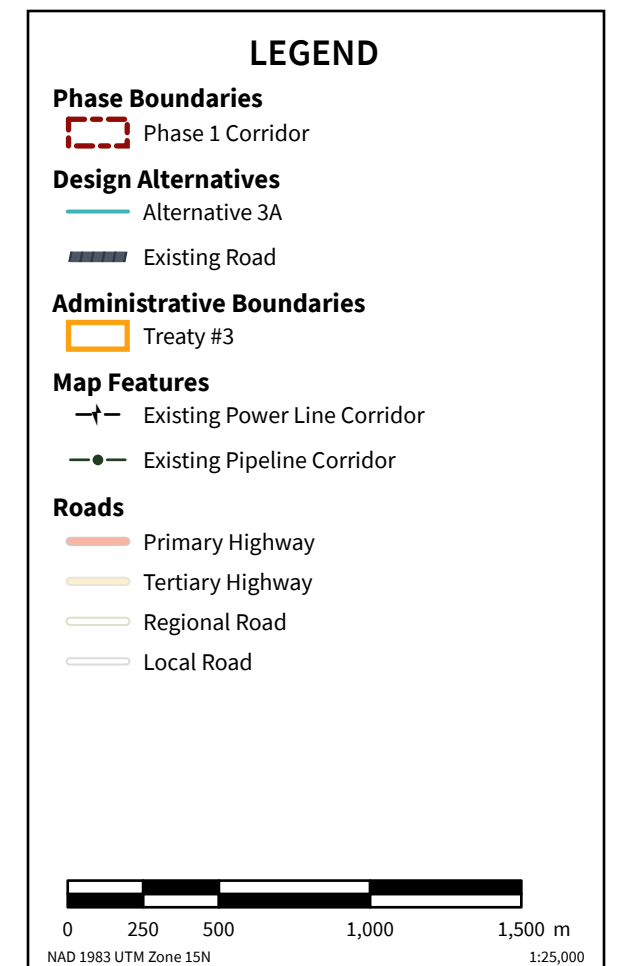 LEGEND
Phase Boundaries
Phase 1 Corridor
Design Alternatives
Alternative 3A
Existing Road
Administrative Boundaries
Treaty #3
Map Features
Existing Power Line Corridor
Existing Pipeline Corridor
Roads
Primary Highway
Tertiary Highway
Regional Road
Local Road
0 250 500 1,000 1,500 m
NAD 1983 UTM Zone 15N 1:25,000